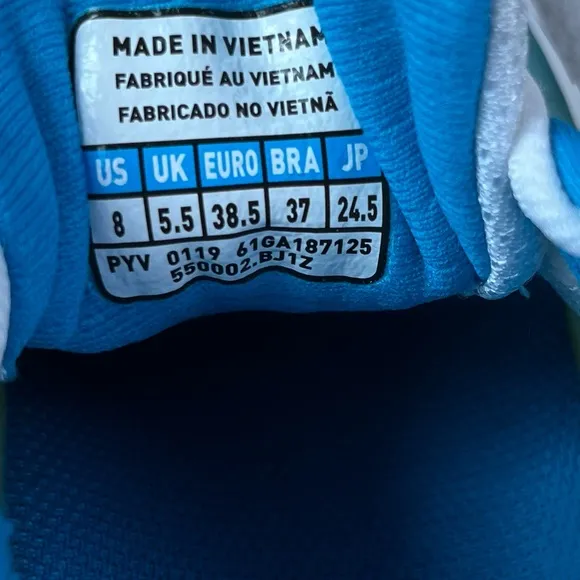 MADE IN VIETNAM
FABRIQUÉ AU VIETNAM
FABRICADO NO VIETNÃ
US UK EURO BRA JP
8 5.5 38.5 37 24.5
PYV 0119 61GA187125
550002.BJ1Z